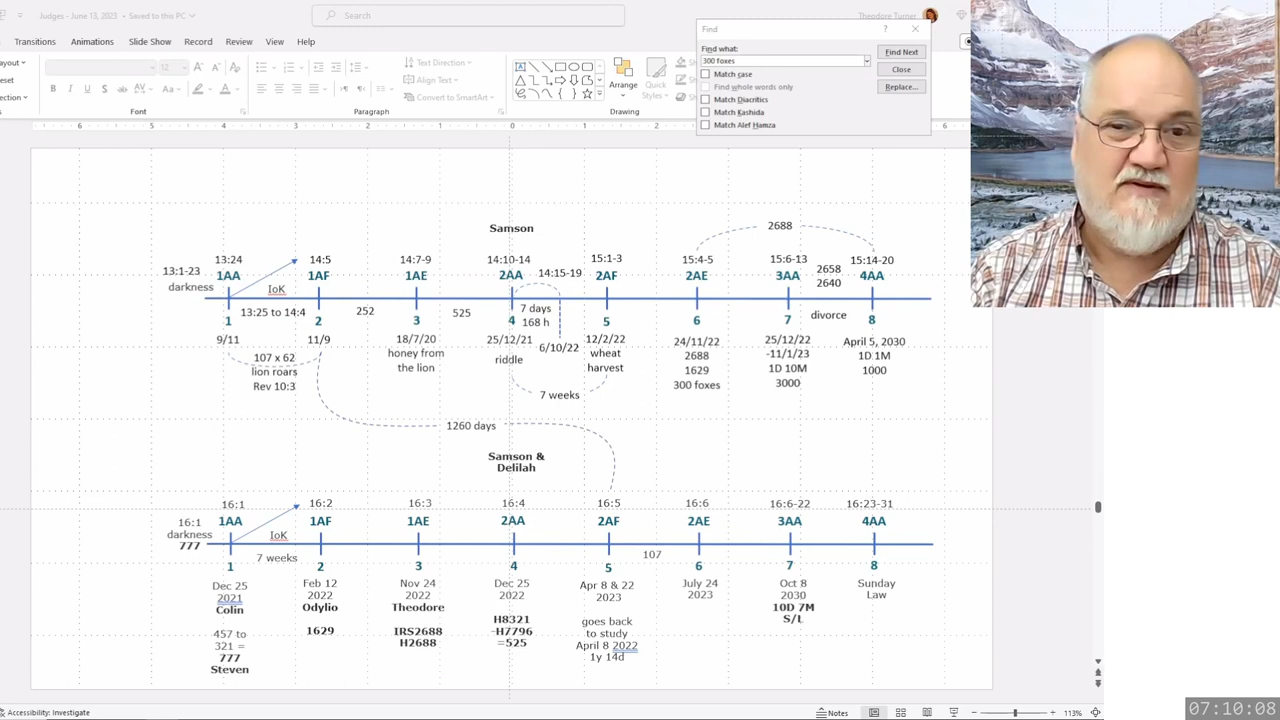 Judges - June 13, 2023 • Saved to this PC
Search
Theodore Turner
Transitions Animations Slide Show Record Review View Help
Find
Find what:
300 foxes
Match case
Find whole words only
Match Diacritics
Match Kashida
Match Alef Hamza
Find Next
Close
Replace...
Text Direction
Align Text
Convert to SmartArt
Arrange
Quick
Styles
Font
Paragraph
Drawing
6 4 3 2 0 2 6
Samson
2688
13:1-23
darkness
13:24 14:5 14:7-9 14:10-14 14:15-19 15:1-3 15:4-5 15:6-13 15:14-20
1AA 1AF 1AE 2AA 2AF 2AE 3AA 4AA
2658
2640
IoK
13:25 to 14:4
252
525
7 days
168 h
divorce
1 2 3 4 5 6 7 8
9/11
11/9
107 x 62
lion roars
Rev 10:3
18/7/20
honey from
the lion
25/12/21
riddle
6/10/22
12/2/22
wheat
harvest
24/11/22
2688
1629
300 foxes
25/12/22
-11/1/23
1D 10M
3000
April 5, 2030
1D 1M
1000
7 weeks
1260 days
Samson &
Delilah
16:1
darkness
777
16:1 16:2 16:3 16:4 16:5 16:6 16:6-22 16:23-31
1AA 1AF 1AE 2AA 2AF 2AE 3AA 4AA
IoK
7 weeks
107
1 2 3 4 5 6 7 8
Dec 25
2021
Colin
457 to
321 =
777
Steven
Feb 12
2022
Odylio
1629
Nov 24
2022
Theodore
IRS2688
H2688
Dec 25
2022
H8321
-H7796
=525
Apr 8 & 22
2023
goes back
to study
April 8 2022
1y 14d
July 24
2023
Oct 8
2030
10D 7M
S/L
Sunday
Law
Accessibility: Investigate
Notes
113%
07:10:08